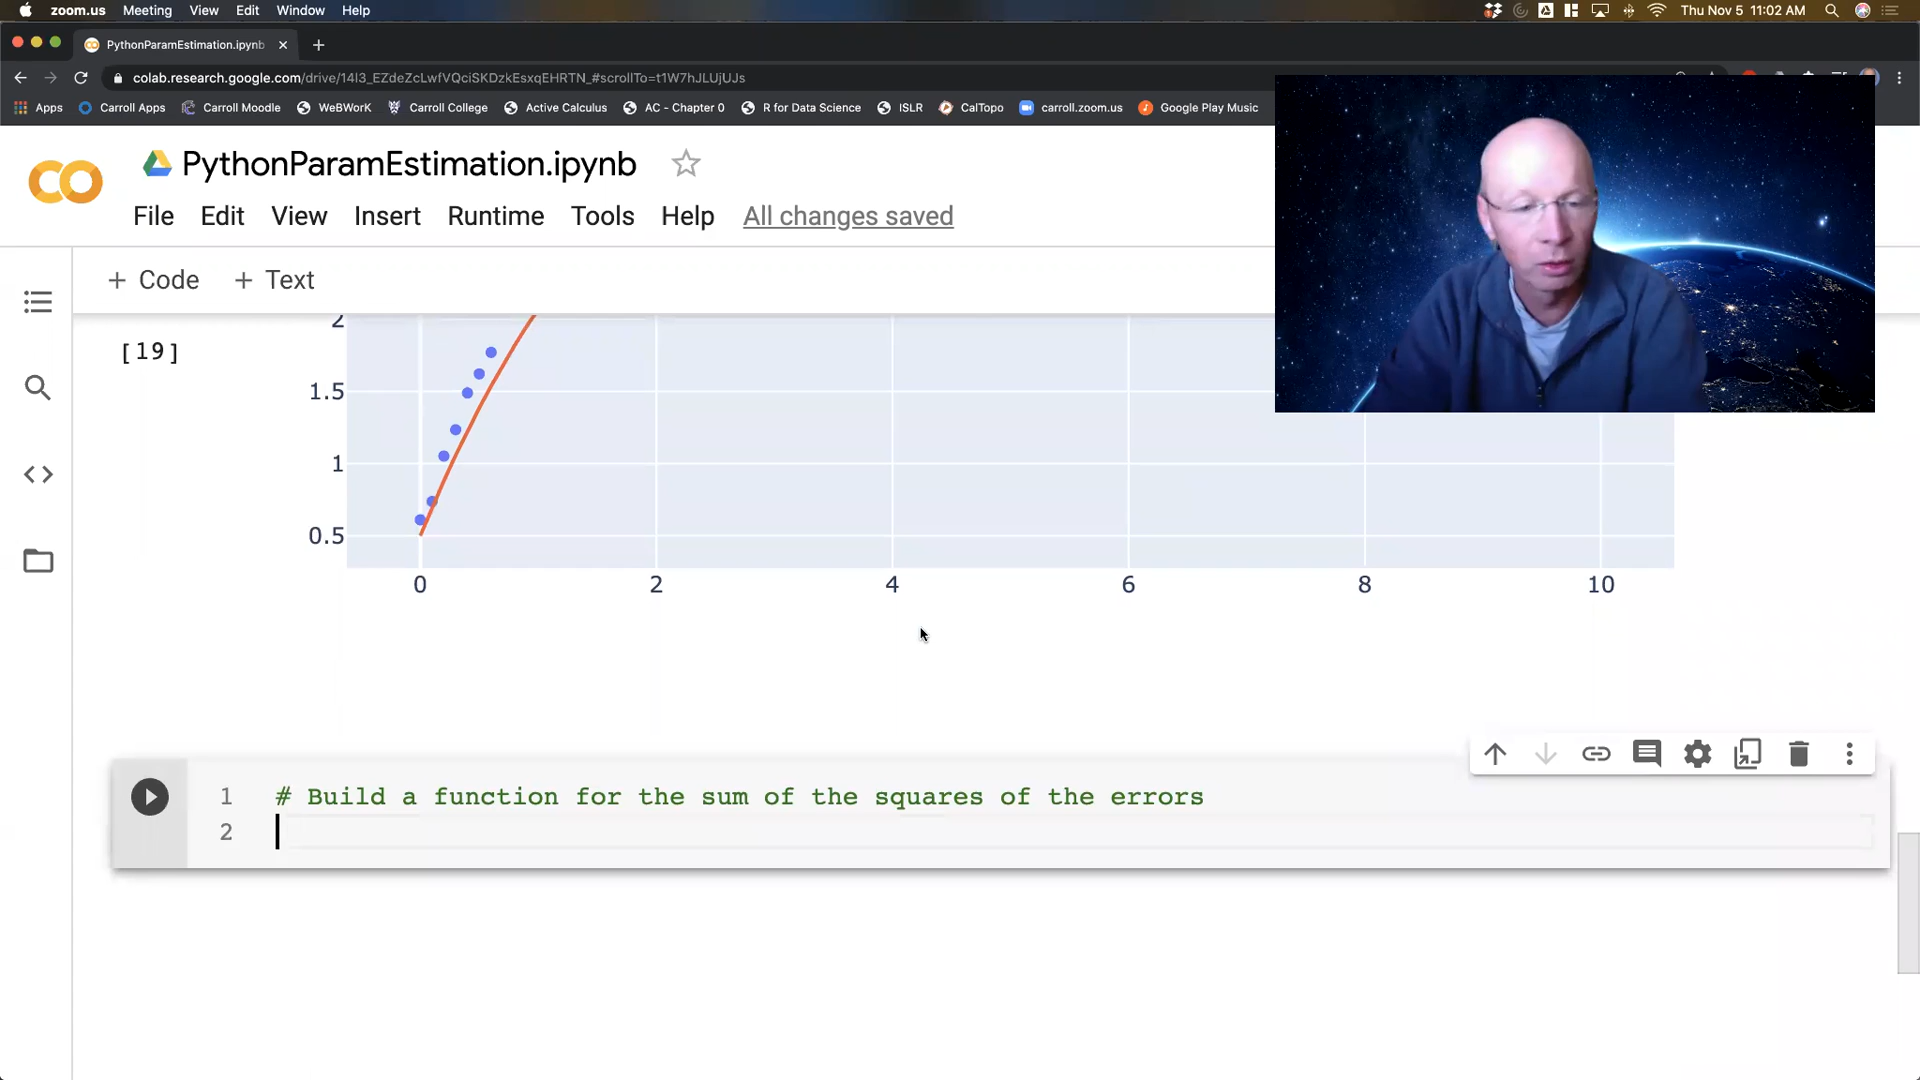 zoom.us Meeting View Edit Window Help Thu Nov 5 11:02 AM
PythonParamEstimation.ipynb
colab.research.google.com/drive/14l3_EZdeZcLwfVQciSKDzkEsxqEHRTN_#scrollTo=t1W7hJLUjUJs
Apps Carroll Apps Carroll Moodle WeBWorK Carroll College Active Calculus AC - Chapter 0 R for Data Science ISLR CalTopo carroll.zoom.us Google Play Music
PythonParamEstimation.ipynb
File Edit View Insert Runtime Tools Help All changes saved
+ Code + Text
2
[19]
1.5
1
0.5
0 2 4 6 8 10
1 # Build a function for the sum of the squares of the errors
2